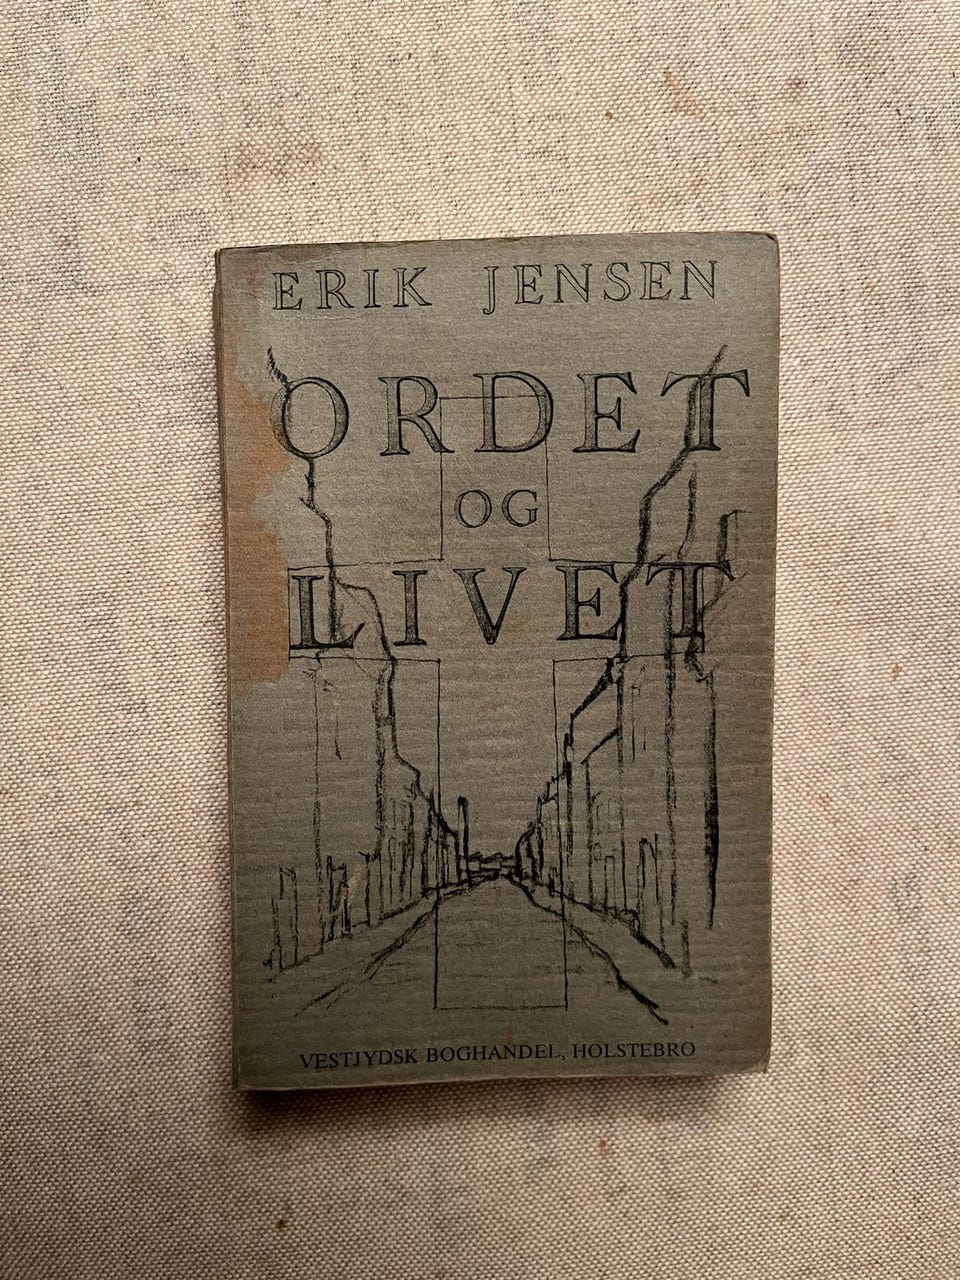 ERIK JENSEN
ORDET
OG
LIVET
VESTJYDSK BOGHANDEL, HOLSTEBRO